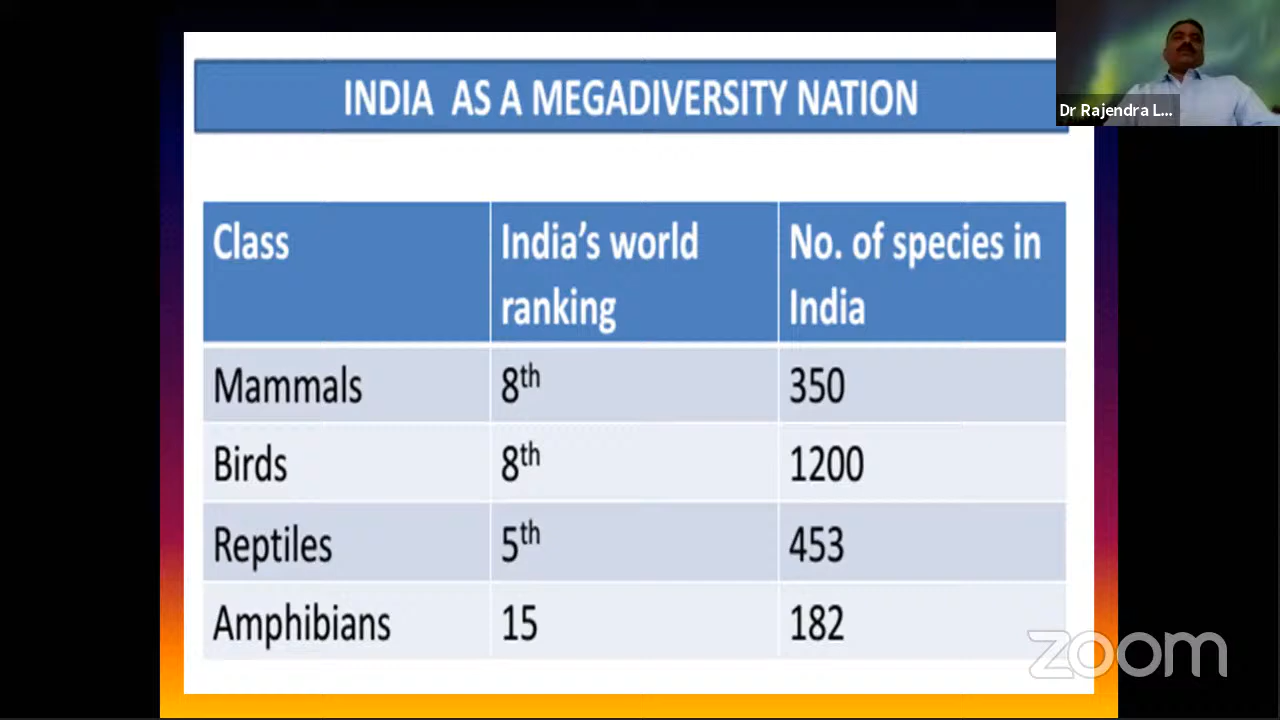 INDIA AS A MEGADIVERSITY NATION
Dr Rajendra L...
Class India's world ranking No. of species in India
Mammals 8th 350
Birds 8th 1200
Reptiles 5th 453
Amphibians 15 182
zoom